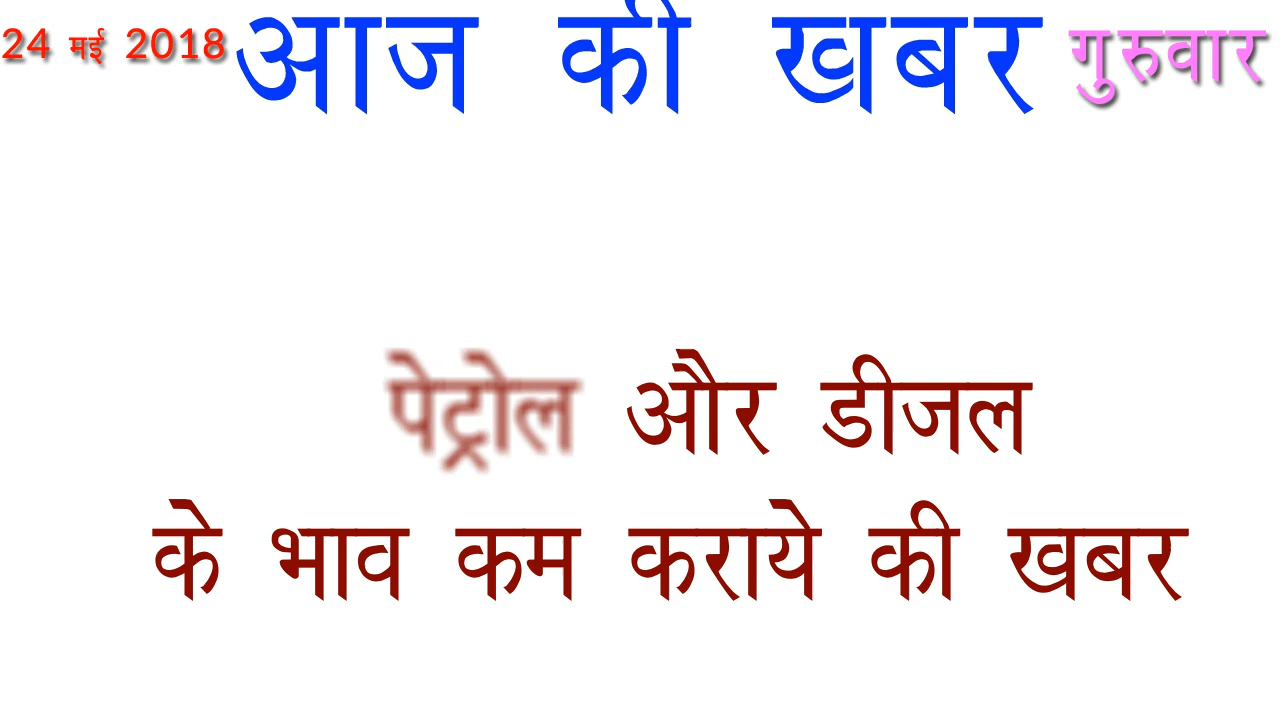 24 मई 2018 आज की खबर गुरुवार
पेट्रोल और डीजल
के भाव कम कराये की खबर